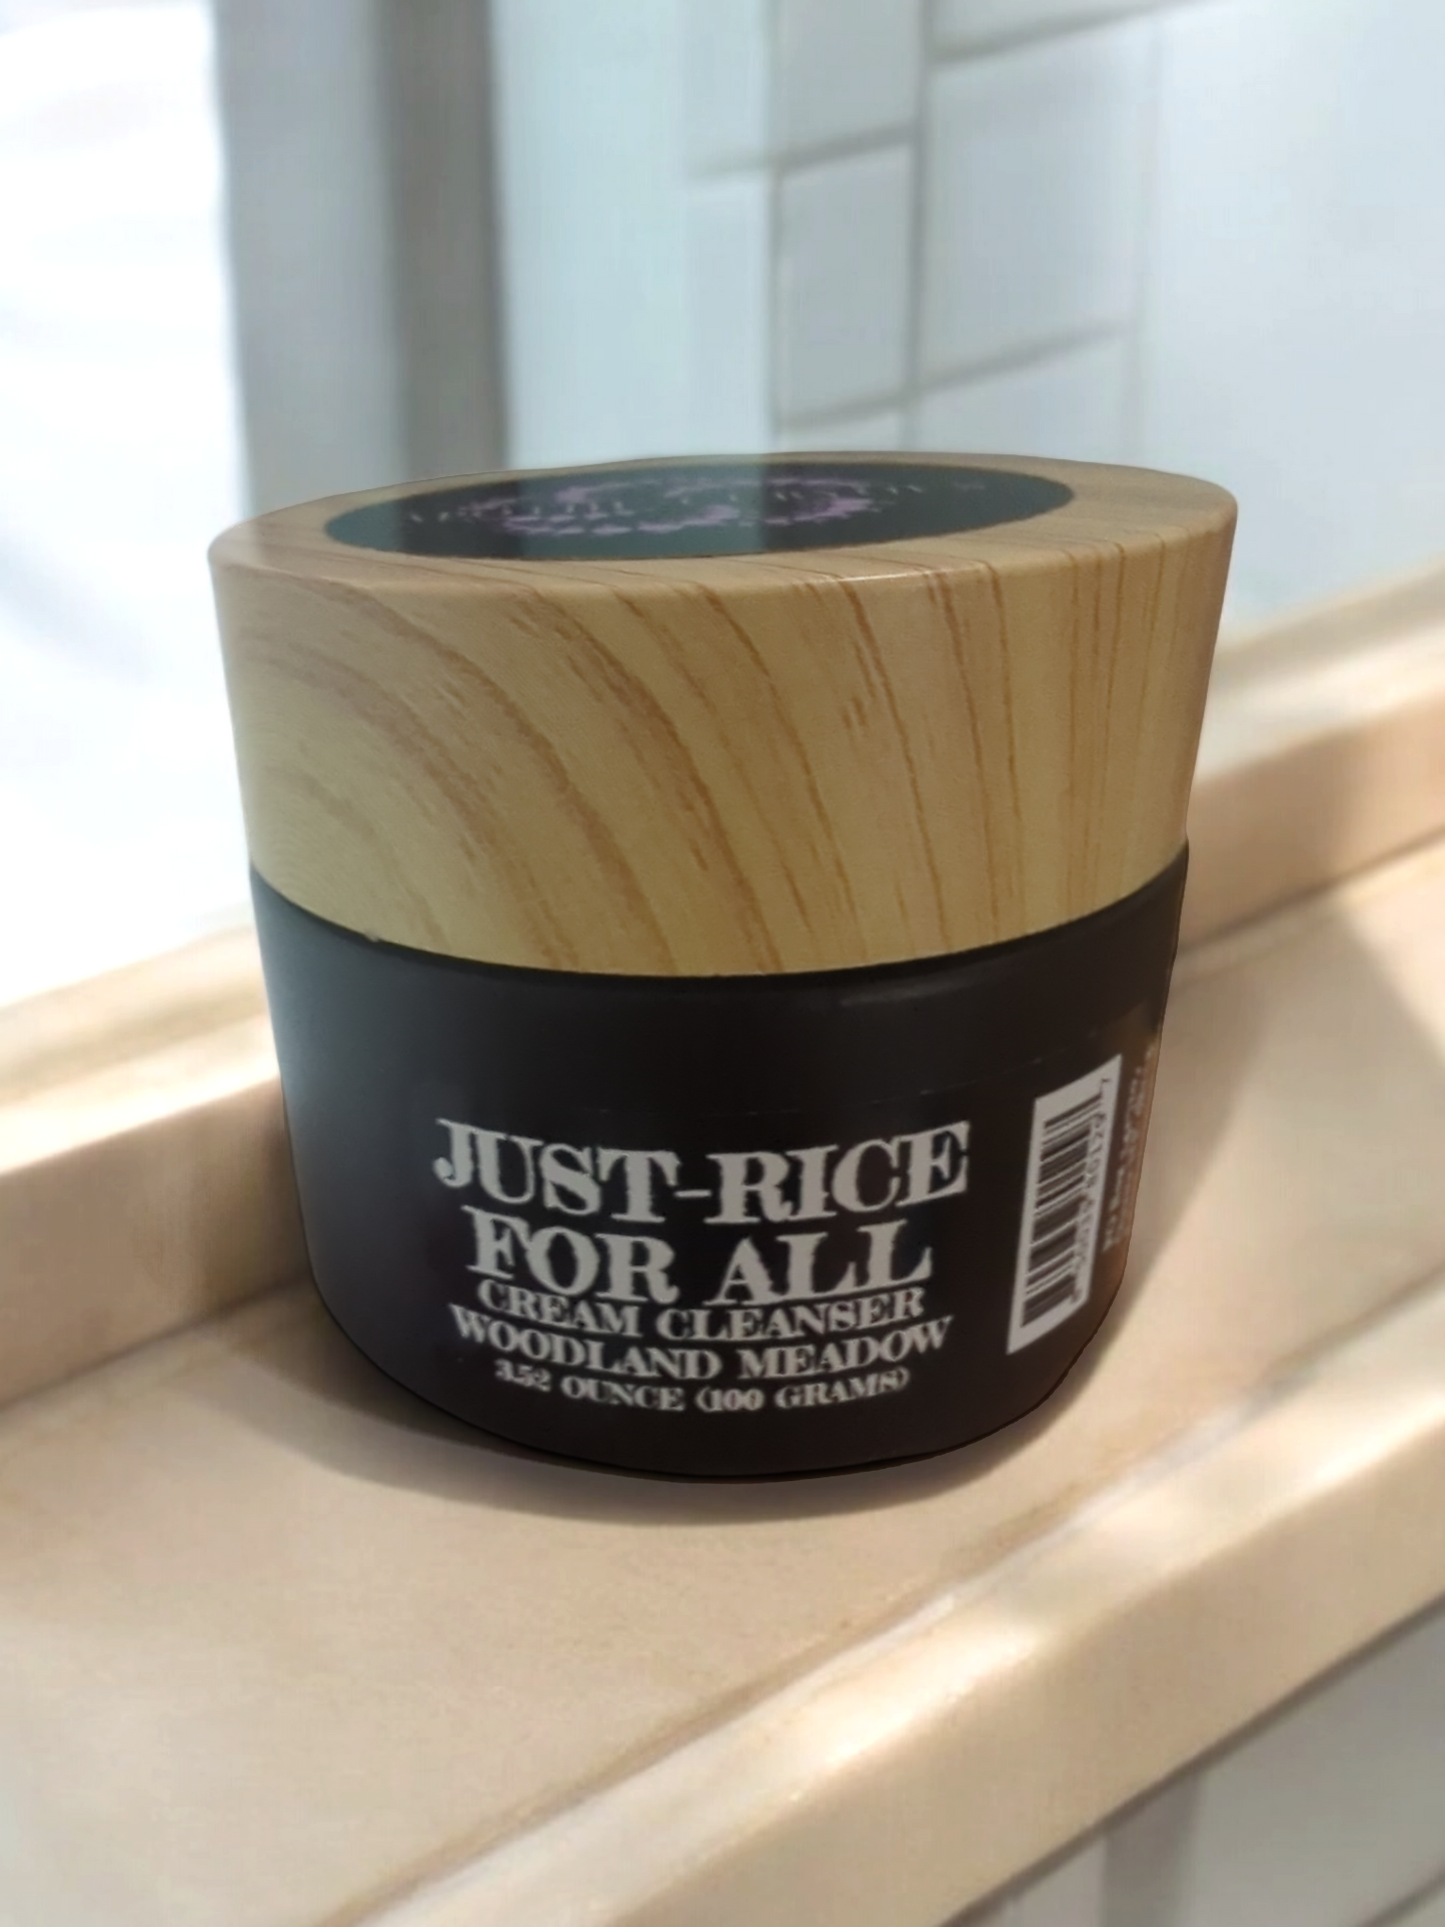 JUST-RICE
FOR ALL
CREAM CLEANSER
WOODLAND MEADOW
3.52 OUNCE (100 GRAMS)